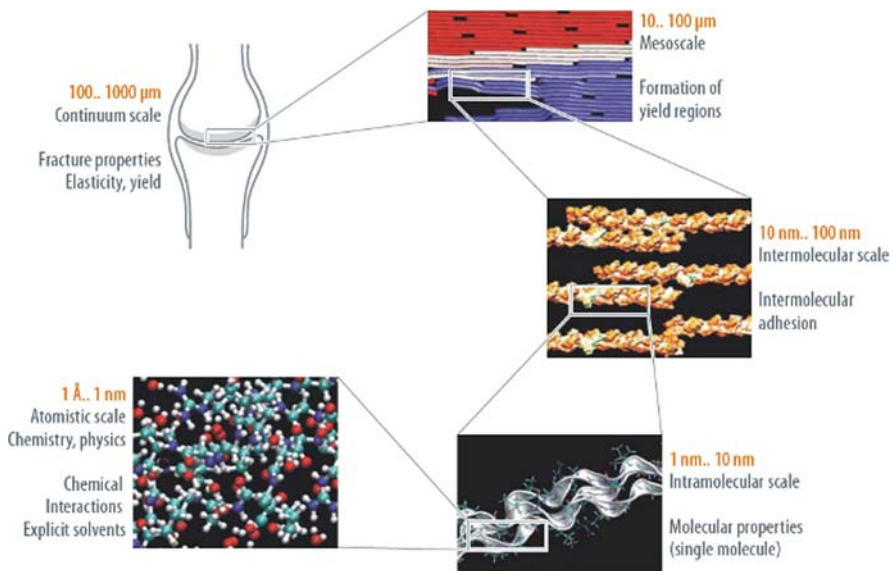 100.. 1000 µm
Continuum scale
Fracture properties
Elasticity, yield
10.. 100 µm
Mesoscale
Formation of
yield regions
10 nm.. 100 nm
Intermolecular scale
Intermolecular
adhesion
1 nm.. 10 nm
Intramolecular scale
Molecular properties
(single molecule)
1 Å.. 1 nm
Atomistic scale
Chemistry, physics
Chemical
Interactions
Explicit solvents